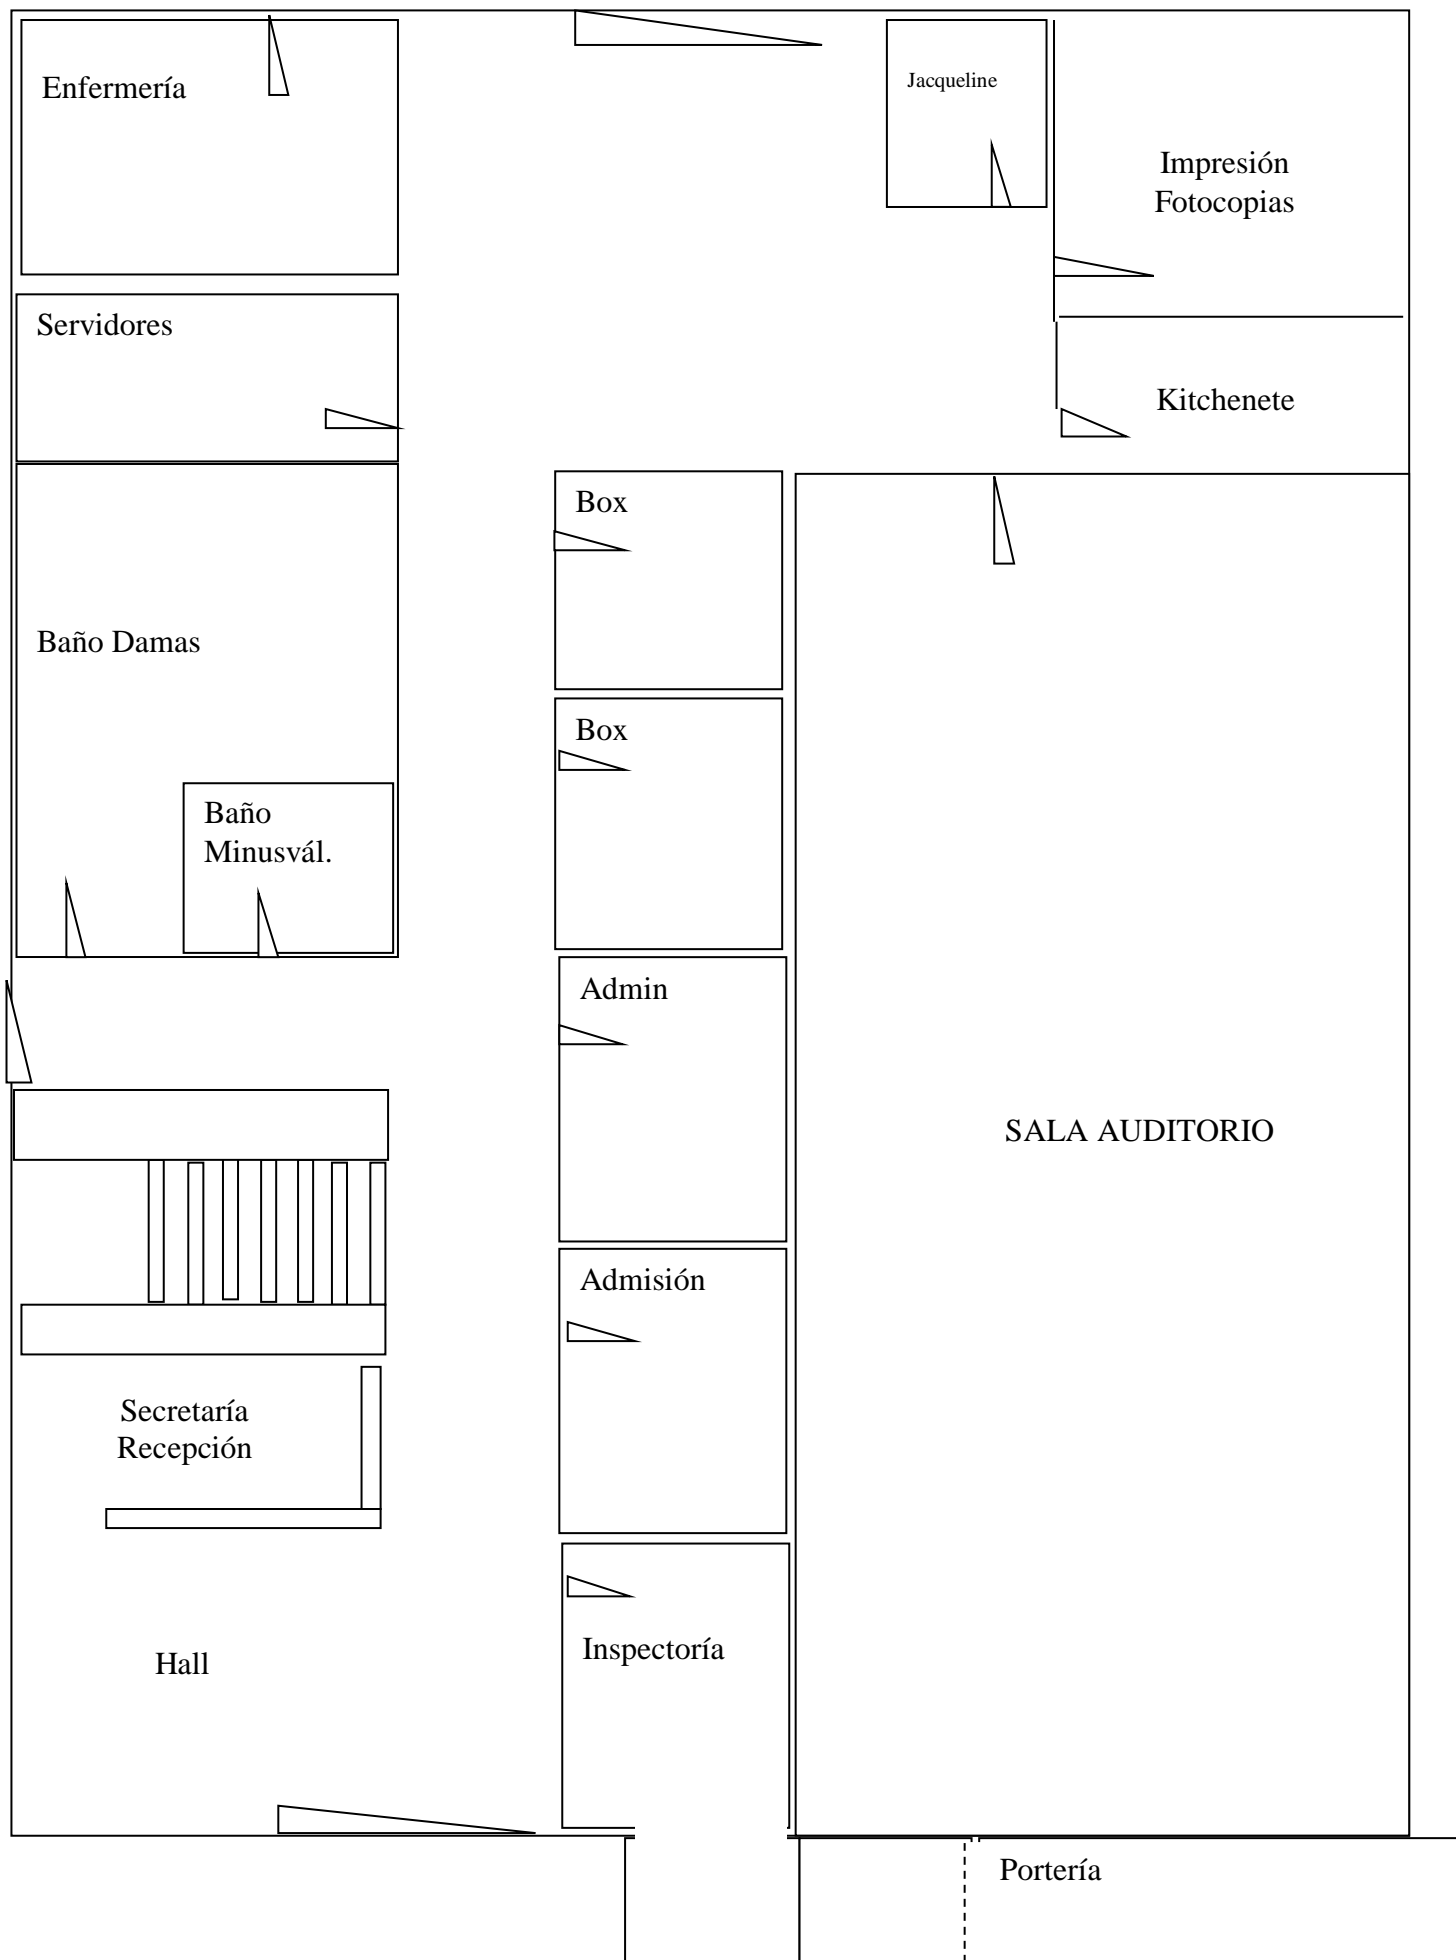 Enfermería
Jacqueline
Impresión
Fotocopias
Servidores
Kitchenete
Box
Baño Damas
Box
Baño
Minusvál.
Admin
SALA AUDITORIO
Admisión
Secretaría
Recepción
Inspectoría
Hall
Portería